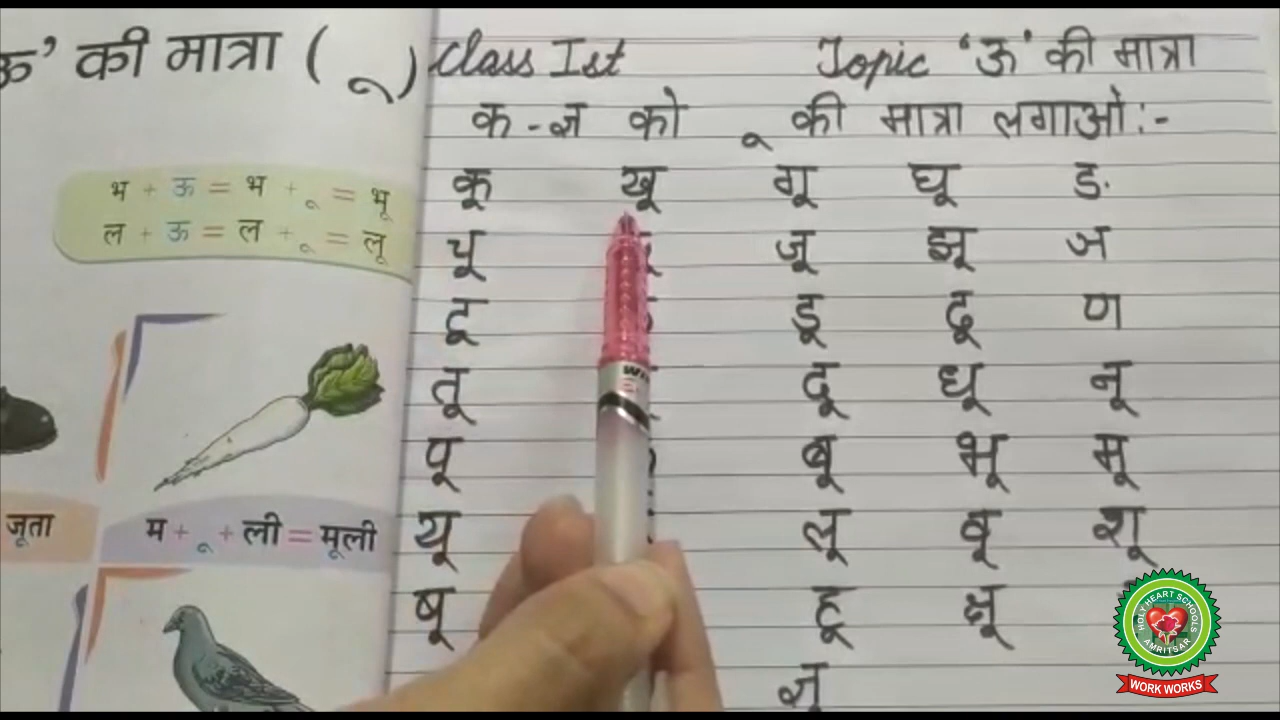 ऊ’ की मात्रा ( ू )
भ + ऊ = भ + ू = भू
ल + ऊ = ल + ू = लू
जूता
म + ू + ली = मूली
Class Ist Topic ‘ऊ’ की मात्रा
क - ज्ञ को ू की मात्रा लगाओ:-
कू खू गू घू ङ
चू जू झू ञ
टू डू ढू ण
तू दू धू नू
पू बू भू मू
यू लू वू शू
हू क्षू
ज्ञू
HOLY HEART SCHOOLS
AMRITSAR
WORK WORKS